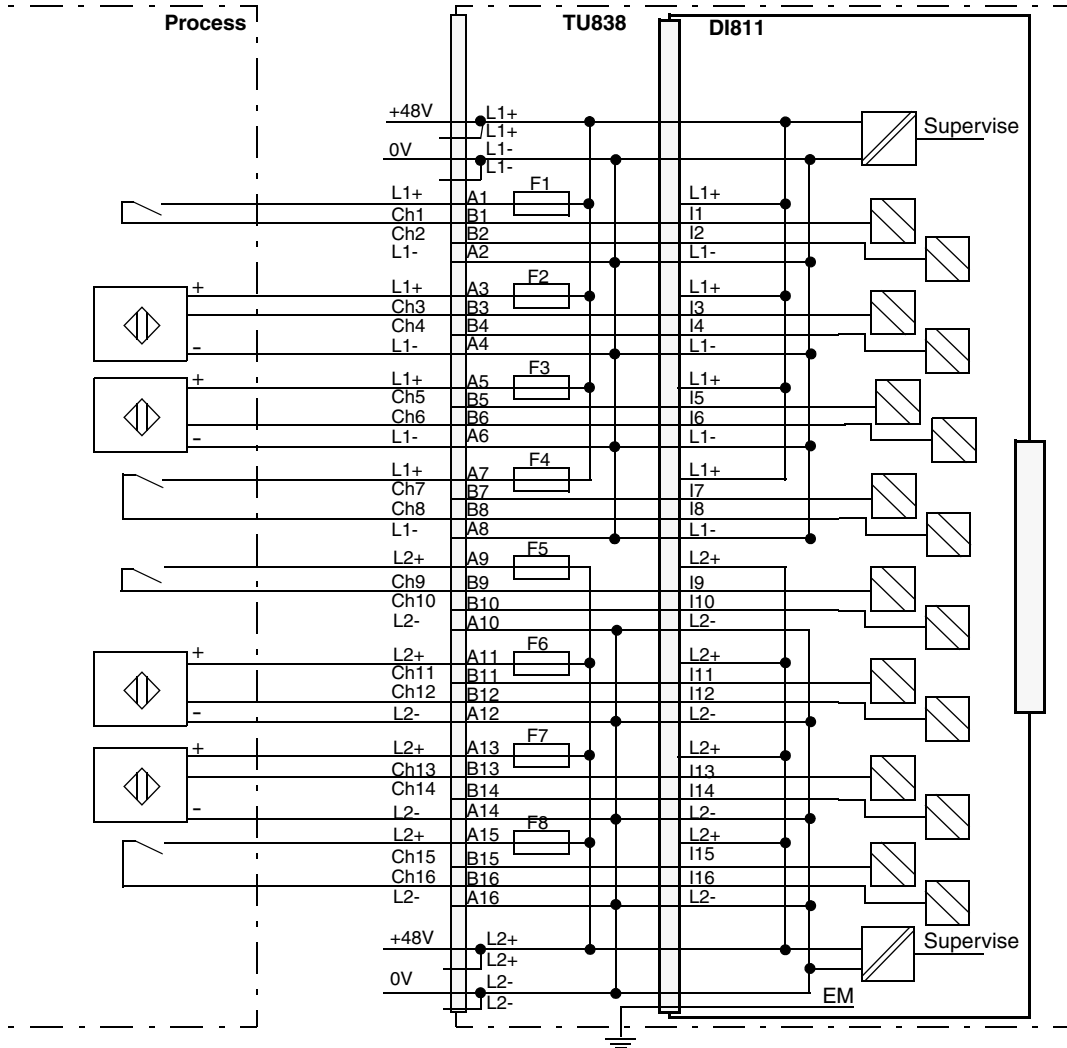 Process TU838 DI811
+48V L1+
L1+
Supervise
0V L1-
L1-
F1
L1+ A1 L1+
Ch1 B1 I1
Ch2 B2 I2
L1- A2 L1-
F2
+ L1+ A3 L1+
Ch3 B3 I3
Ch4 B4 I4
- L1- A4 L1-
F3
+ L1+ A5 L1+
Ch5 B5 I5
Ch6 B6 I6
- L1- A6 L1-
F4
L1+ A7 L1+
Ch7 B7 I7
Ch8 B8 I8
L1- A8 L1-
F5
L2+ A9 L2+
Ch9 B9 I9
Ch10 B10 I10
L2- A10 L2-
F6
+ L2+ A11 L2+
Ch11 B11 I11
Ch12 B12 I12
- L2- A12 L2-
F7
+ L2+ A13 L2+
Ch13 B13 I13
Ch14 B14 I14
- L2- A14 L2-
F8
L2+ A15 L2+
Ch15 B15 I15
Ch16 B16 I16
L2- A16 L2-
+48V L2+ Supervise
L2+
0V L2-
L2-
EM